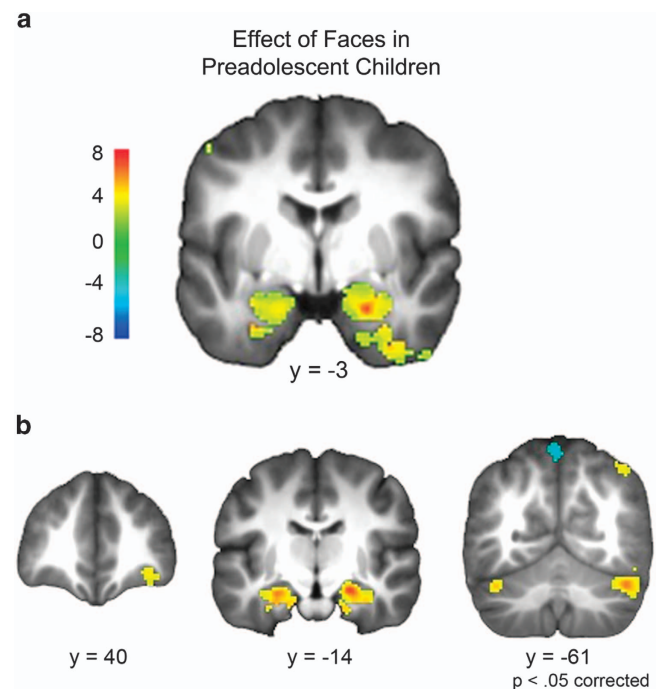 a
Effect of Faces in
Preadolescent Children
8
4
0
-4
-8
y = -3
b
y = 40
y = -14
y = -61
p < .05 corrected